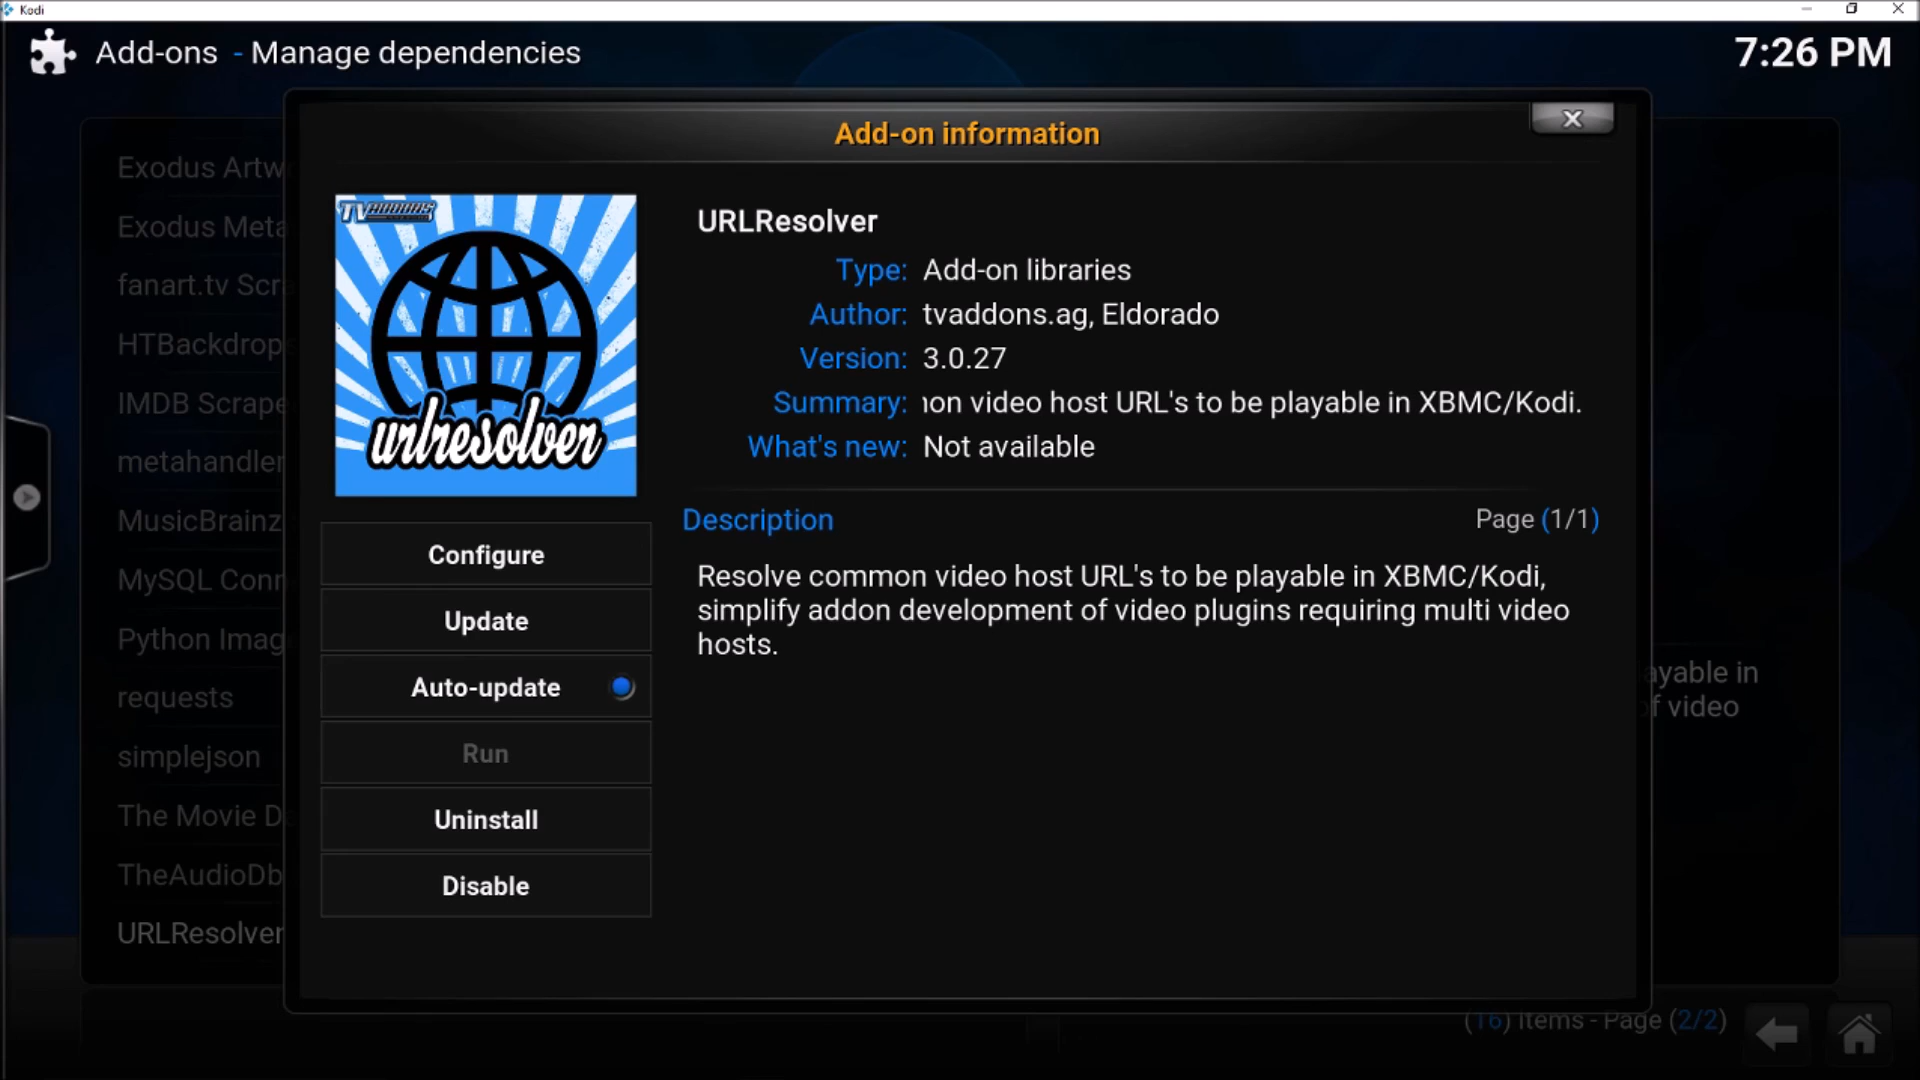 Kodi
Add-ons - Manage dependencies
7:26 PM
Add-on information
x
TVADDONS
urlresolver
URLResolver
Type: Add-on libraries
Author: tvaddons.ag, Eldorado
Version: 3.0.27
Summary: non video host URL's to be playable in XBMC/Kodi.
What's new: Not available
Description
Page (1/1)
Resolve common video host URL's to be playable in XBMC/Kodi,
simplify addon development of video plugins requiring multi video
hosts.
Configure
Update
Auto-update
Run
Uninstall
Disable
Exodus Artw
Exodus Meta
fanart.tv Scr
HTBackdrops
IMDB Scrape
metahandler
MusicBrainz
MySQL Conn
Python Imag
requests
simplejson
The Movie D
TheAudioDb
URLResolver
ayable in
f video
(16) Items - Page (2/2)